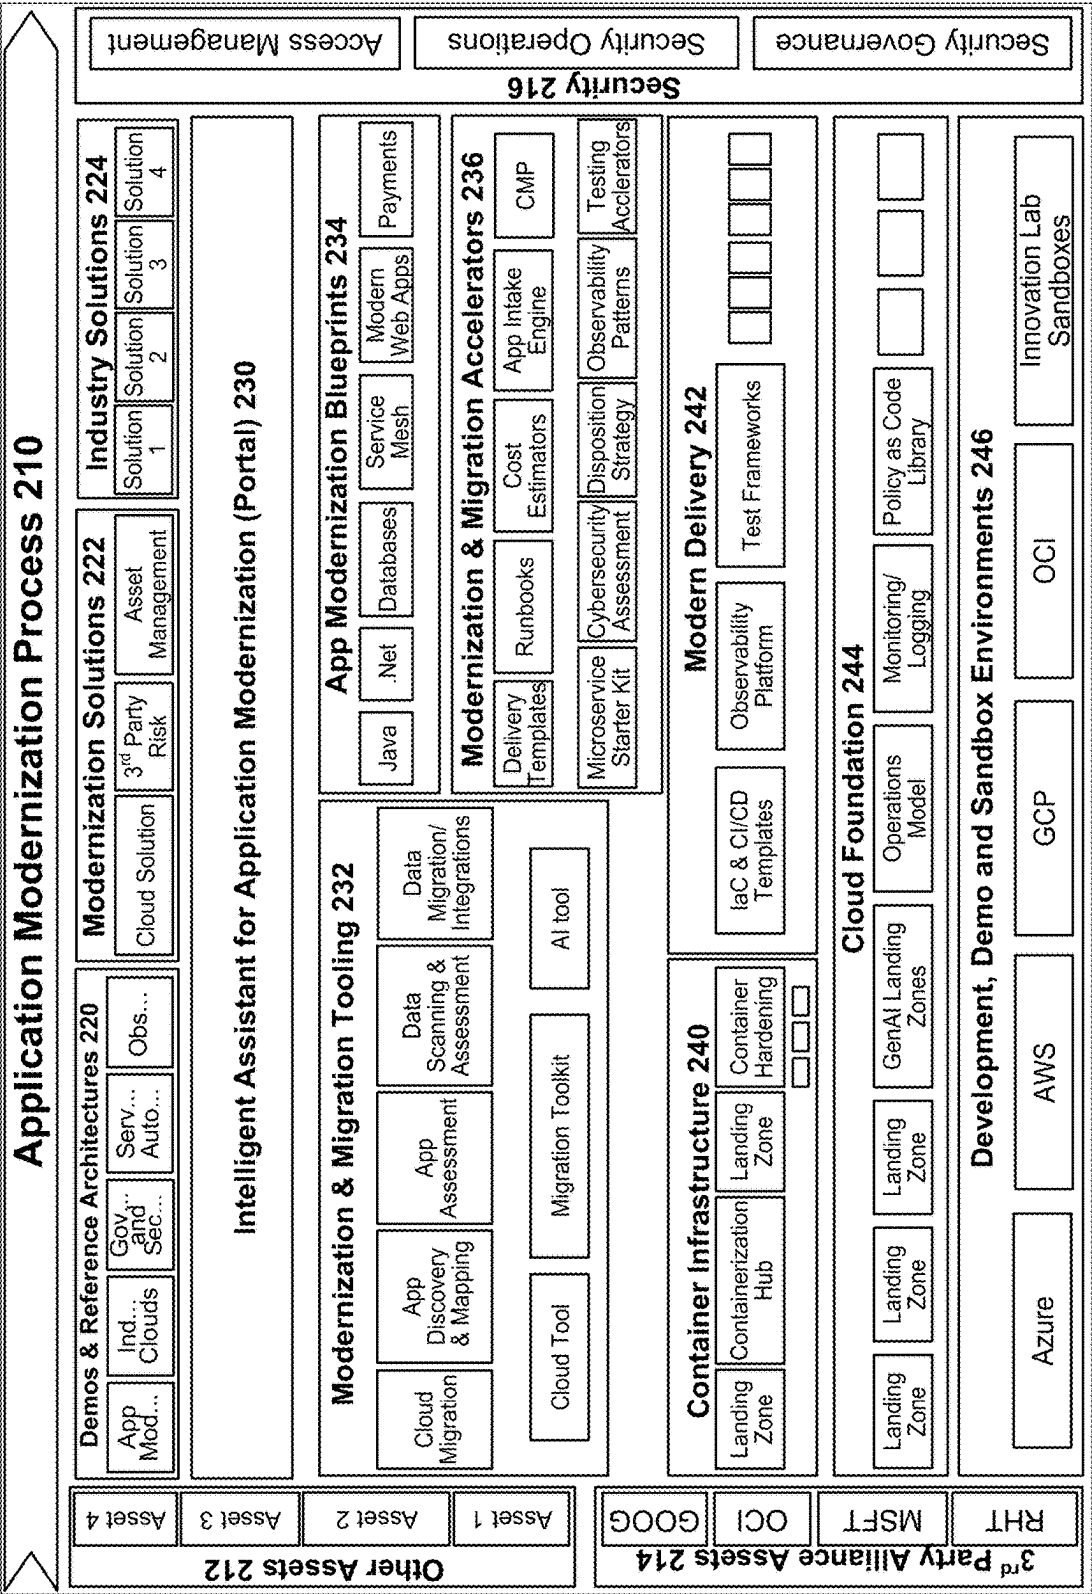 Application Modernization Process 210
Other Assets 212
Asset 4
Asset 3
Asset 2
Asset 1
3rd Party Alliance Assets 214
GOOG
OCI
MSFT
RHT
Demos & Reference Architectures 220
App
Mod...
Ind...
Clouds
Gov...
and
Sec...
Serv...
Auto...
Obs...
Modernization Solutions 222
Cloud Solution
3rd Party
Risk
Asset
Management
Industry Solutions 224
Solution
1
Solution
2
Solution
3
Solution
4
Intelligent Assistant for Application Modernization (Portal) 230
Modernization & Migration Tooling 232
Cloud
Migration
App
Discovery
& Mapping
App
Assessment
Data
Scanning &
Assessment
Data
Migration/
Integrations
Cloud Tool
Migration Toolkit
AI tool
App Modernization Blueprints 234
Java
.Net
Databases
Service
Mesh
Modern
Web Apps
Payments
Modernization & Migration Accelerators 236
Delivery
Templates
Runbooks
Cost
Estimators
App Intake
Engine
CMP
Microservice
Starter Kit
Cybersecurity
Assessment
Disposition
Strategy
Observability
Patterns
Testing
Acclerators
Container Infrastructure 240
Landing
Zone
Containerization
Hub
Landing
Zone
Container
Hardening
Modern Delivery 242
IaC & CI/CD
Templates
Observability
Platform
Test Frameworks
Cloud Foundation 244
Landing
Zone
Landing
Zone
Landing
Zone
GenAI Landing
Zones
Operations
Model
Monitoring/
Logging
Policy as Code
Library
Development, Demo and Sandbox Environments 246
Azure
AWS
GCP
OCI
Innovation Lab
Sandboxes
Security 216
Access Management
Security Operations
Security Governance